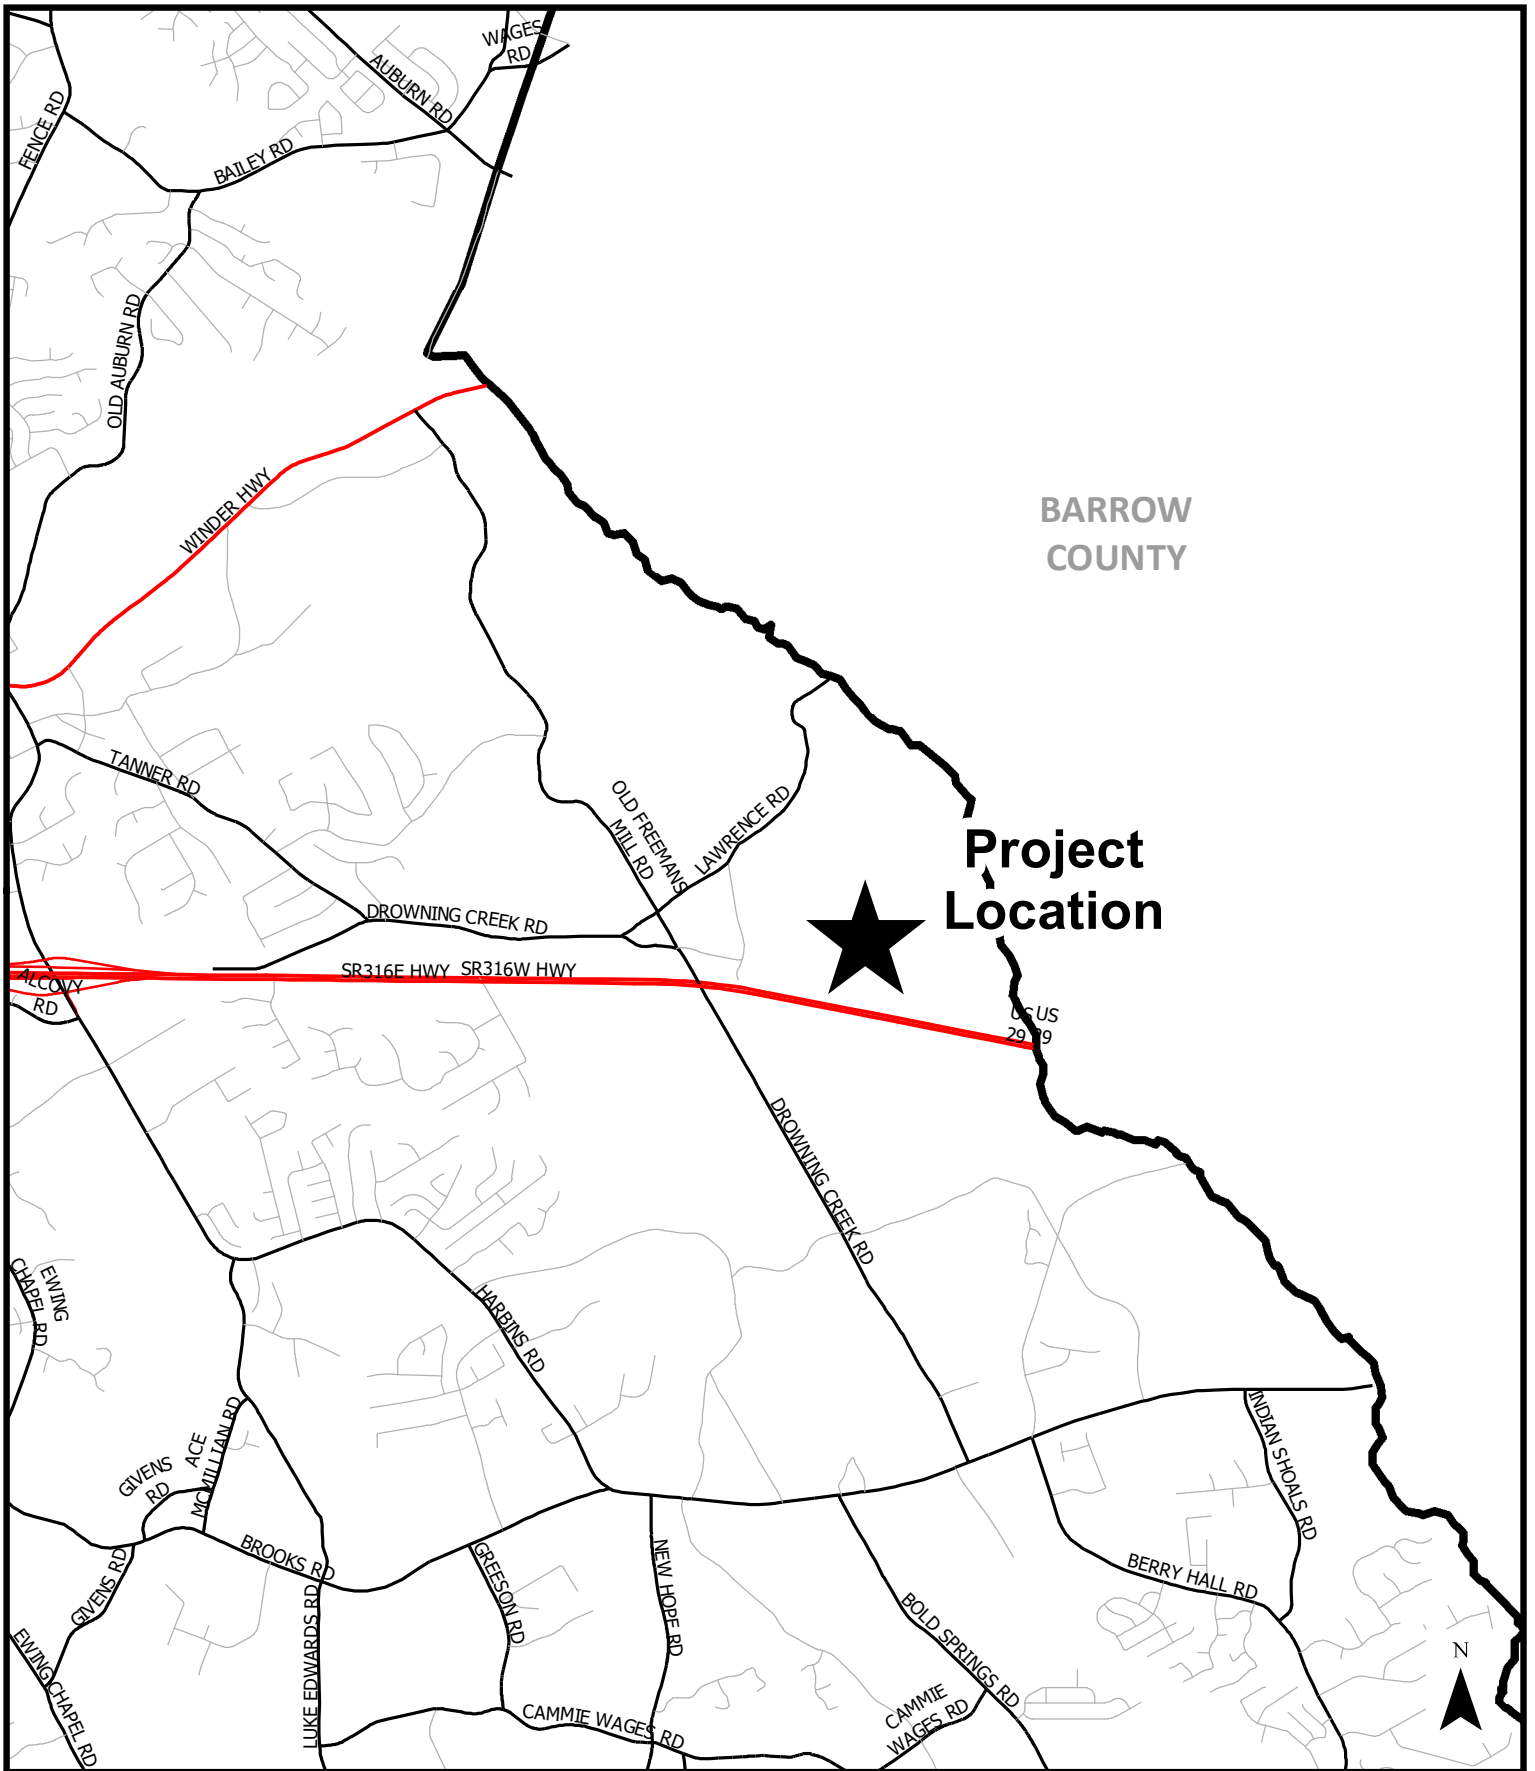 WAGES
RD
AUBURN RD
FENCE RD
BAILEY RD
OLD AUBURN RD
WINDER HWY
BARROW
COUNTY
TANNER RD
OLD FREEMANS
MILL RD
LAWRENCE RD
Project
Location
DROWNING CREEK RD
SR316E HWY
SR316W HWY
ALCOVY
RD
US
29
US
29
DROWNING CREEK RD
EWING
CHAPEL RD
HARBINS RD
ACE
MCMILLIAN RD
GIVENS
RD
INDIAN SHOALS RD
BROOKS RD
GIVENS RD
GREESON RD
NEW HOPE RD
BERRY HALL RD
LUKE EDWARDS RD
BOLD SPRINGS RD
EWING CHAPEL RD
CAMMIE WAGES RD
CAMMIE
WAGES RD
N